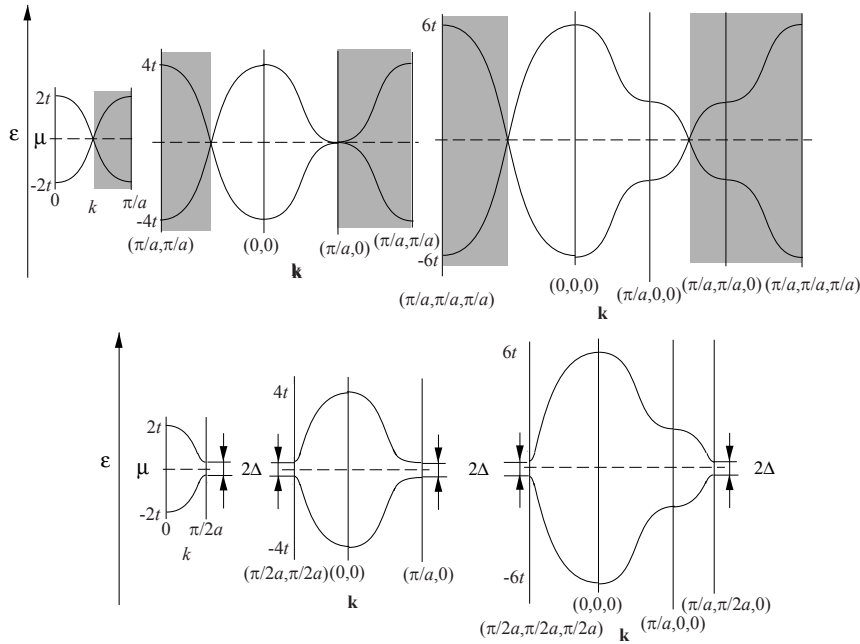 6t
4t
2t
ε
μ
-2t
0
k
π/a
-4t
(π/a,π/a)
(0,0)
(π/a,0)
(π/a,π/a)
k
-6t
(π/a,π/a,π/a)
(0,0,0)
(π/a,0,0)
(π/a,π/a,0)
(π/a,π/a,π/a)
k
6t
4t
2t
ε
μ
2Δ
2Δ
2Δ
-2t
0
π/2a
k
-4t
(π/2a,π/2a)
(0,0)
(π/a,0)
k
-6t
(π/2a,π/2a,π/2a)
(0,0,0)
(π/a,0,0)
(π/a,π/2a,0)
k